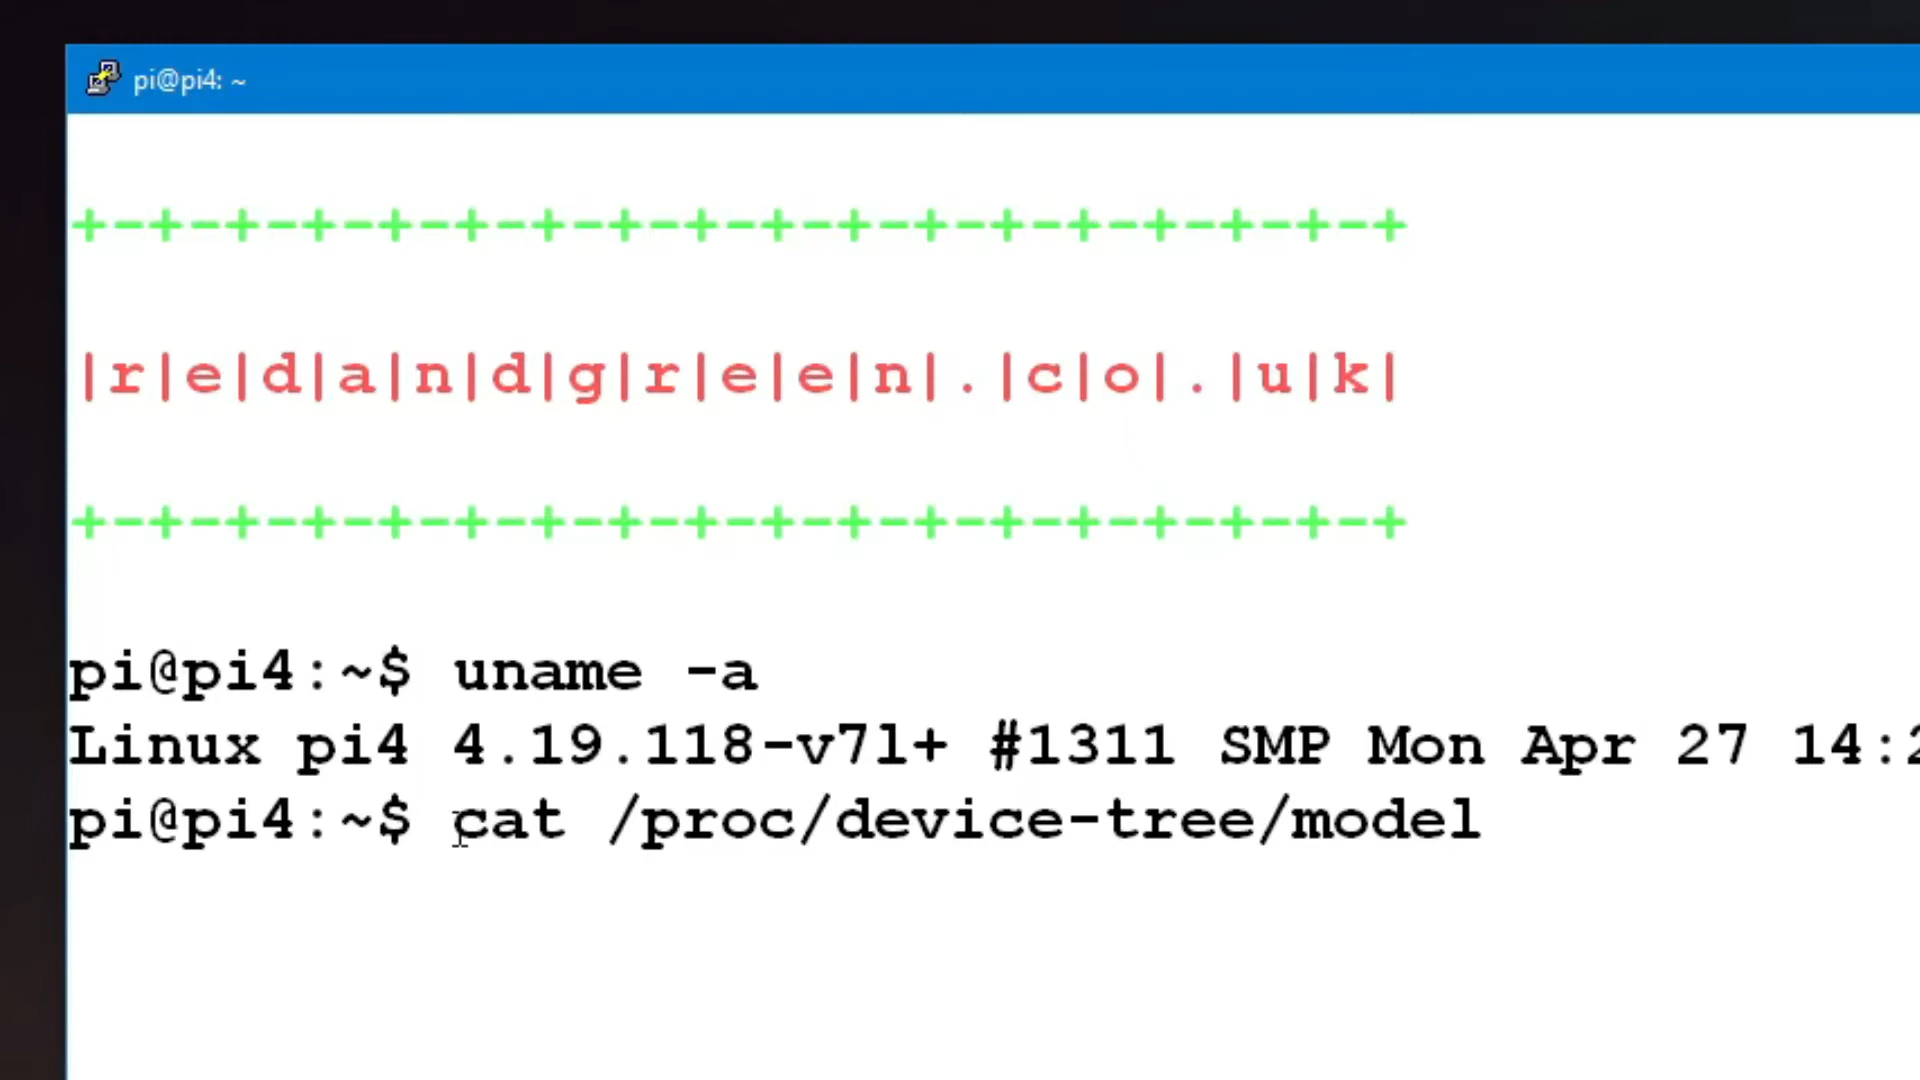 pi@pi4: ~
+-+-+-+-+-+-+-+-+-+-+-+-+-+-+-+-+-+
|r|e|d|a|n|d|g|r|e|e|n|.|c|o|.|u|k|
+-+-+-+-+-+-+-+-+-+-+-+-+-+-+-+-+-+
pi@pi4:~$ uname -a
Linux pi4 4.19.118-v7l+ #1311 SMP Mon Apr 27 14:2
pi@pi4:~$ cat /proc/device-tree/model